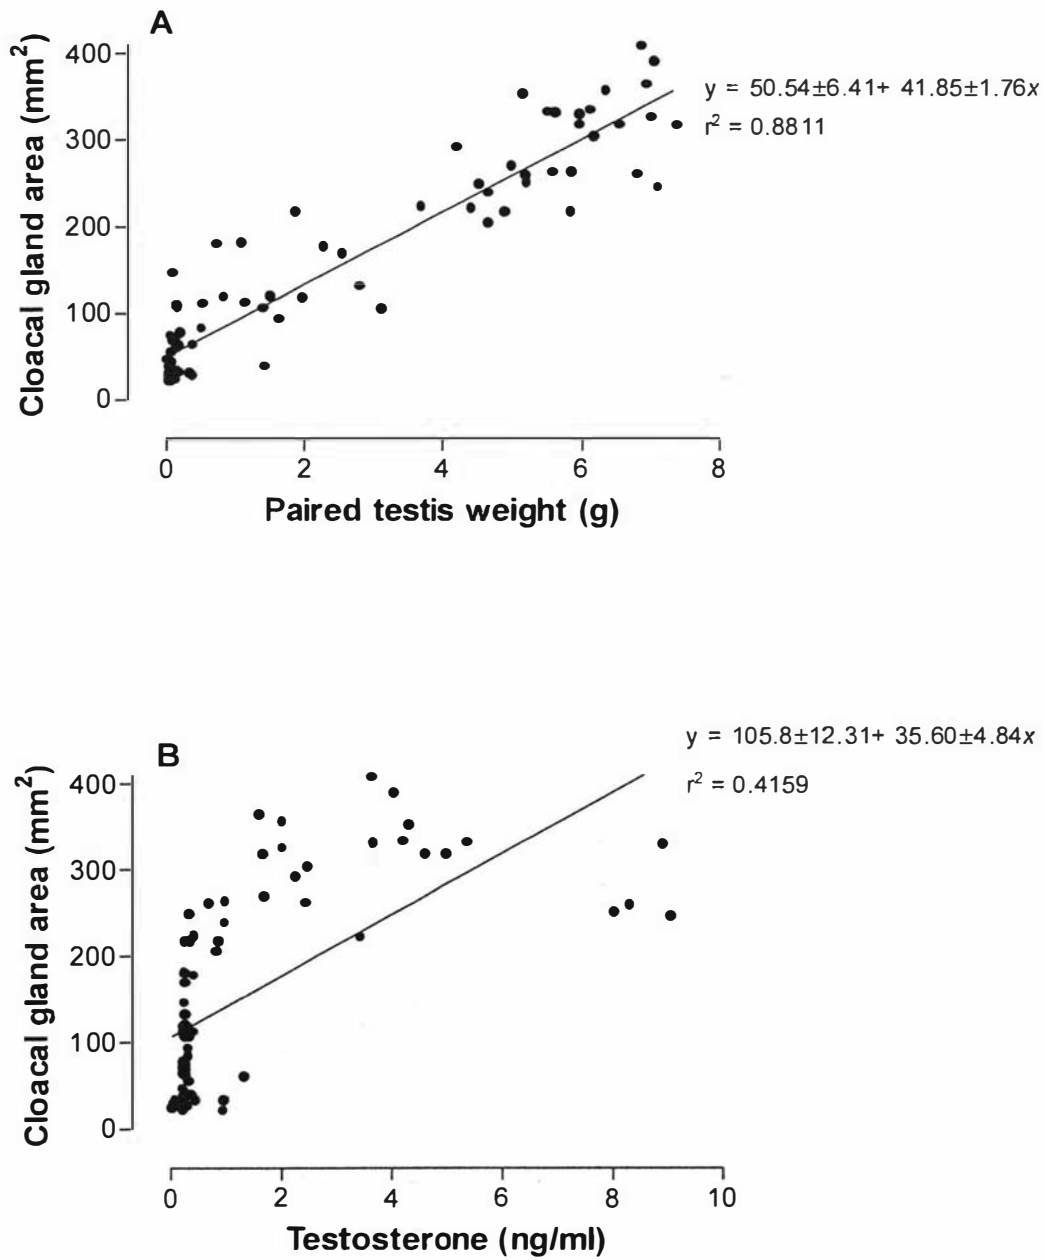 A
Cloacal gland area (mm²)
400
300
200
100
0
y = 50.54±6.41+ 41.85±1.76x
r² = 0.8811
0 2 4 6 8
Paired testis weight (g)
B
Cloacal gland area (mm²)
400
300
200
100
0
y = 105.8±12.31+ 35.60±4.84x
r² = 0.4159
0 2 4 6 8 10
Testosterone (ng/ml)